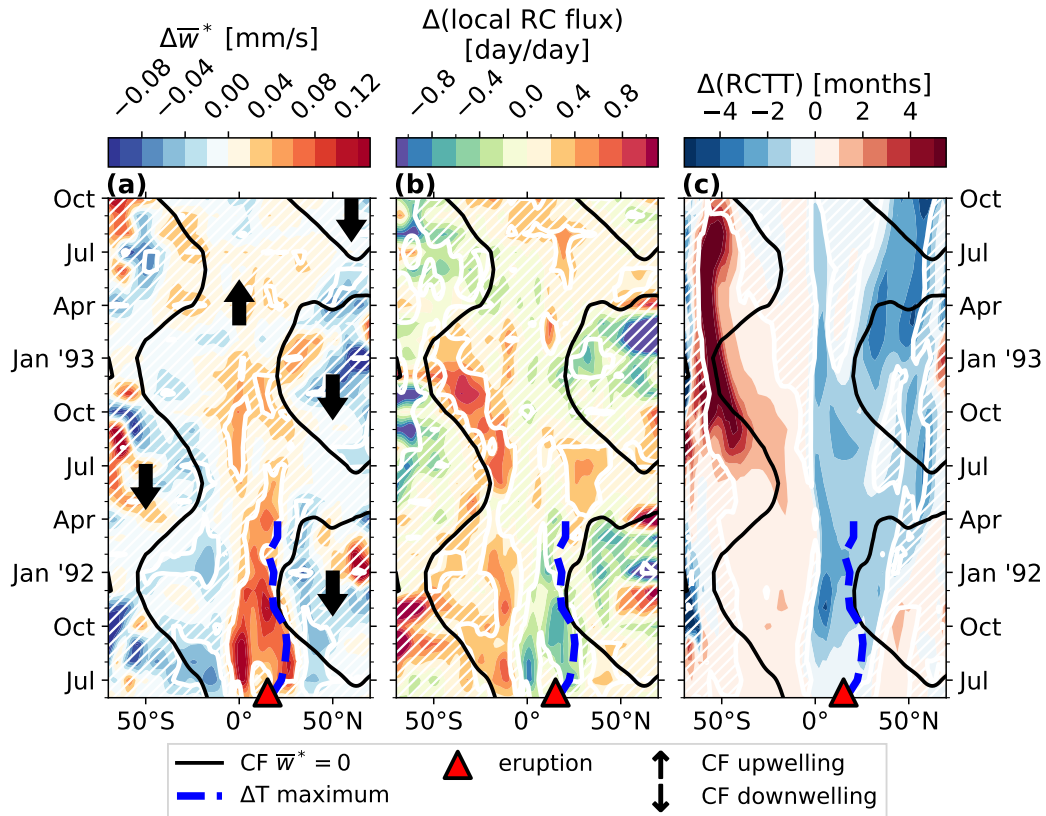 Δw̅* [mm/s]
−0.08
−0.04
0.00
0.04
0.08
0.12
Δ(local RC flux)
[day/day]
−0.8
−0.4
0.0
0.4
0.8
Δ(RCTT) [months]
−4 −2 0 2 4
(a) (b) (c)
Oct Oct
Jul Jul
Apr Apr
Jan '93 Jan '93
Oct Oct
Jul Jul
Apr Apr
Jan '92 Jan '92
Oct Oct
Jul Jul
50°S 0° 50°N 50°S 0° 50°N 50°S 0° 50°N
CF w̅* = 0 eruption CF upwelling
ΔT maximum CF downwelling